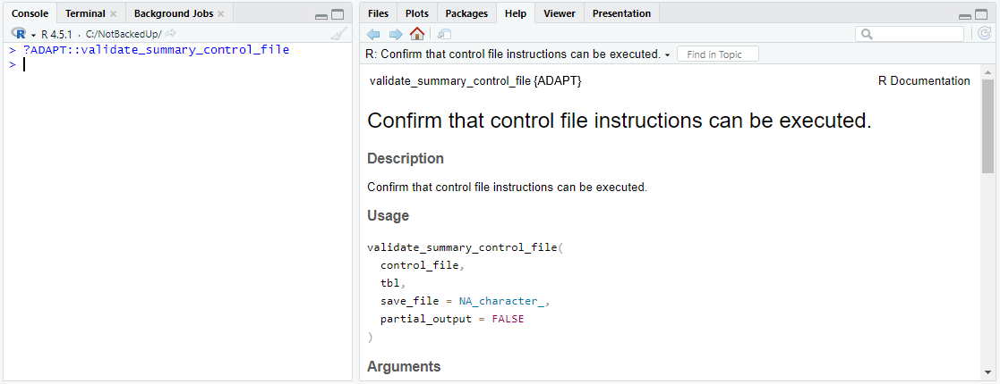 Console Terminal Background Jobs
R 4.5.1 · C:/NotBackedUp/
> ?ADAPT::validate_summary_control_file
>
Files Plots Packages Help Viewer Presentation
R: Confirm that control file instructions can be executed. Find in Topic
validate_summary_control_file {ADAPT} R Documentation
Confirm that control file instructions can be executed.
Description
Confirm that control file instructions can be executed.
Usage
validate_summary_control_file(
control_file,
tbl,
save_file = NA_character_,
partial_output = FALSE
)
Arguments